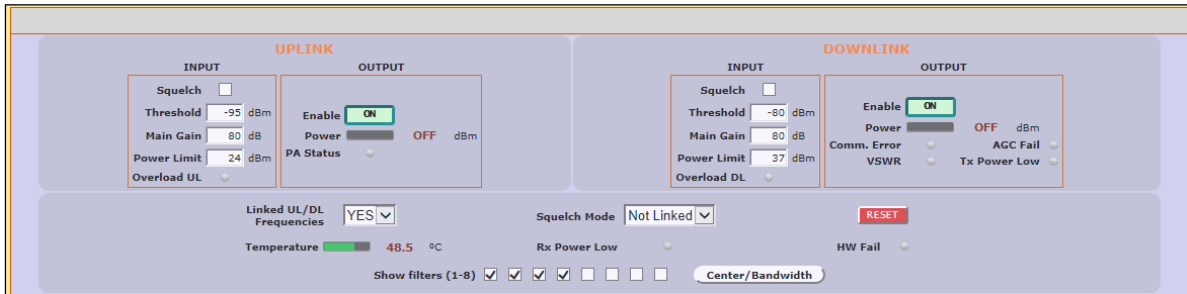 UPLINK
INPUT OUTPUT
Squelch
Threshold -95 dBm
Enable ON
Main Gain 80 dB
Power OFF dBm
Power Limit 24 dBm
PA Status
Overload UL
DOWNLINK
INPUT OUTPUT
Squelch
Threshold -80 dBm
Enable ON
Main Gain 80 dB
Power OFF dBm
Comm. Error AGC Fail
Power Limit 37 dBm
VSWR Tx Power Low
Overload DL
Linked UL/DL
Frequencies YES
Squelch Mode Not Linked
RESET
Temperature 48.5 ºC
Rx Power Low
HW Fail
Show filters (1-8)
Center/Bandwidth